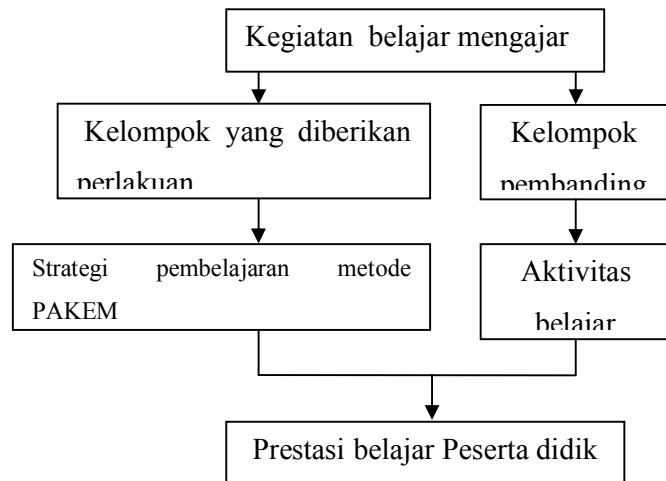 Kegiatan belajar mengajar
Kelompok yang diberikan
perlakuan
Kelompok
pembanding
Strategi pembelajaran metode
PAKEM
Aktivitas
belajar
Prestasi belajar Peserta didik